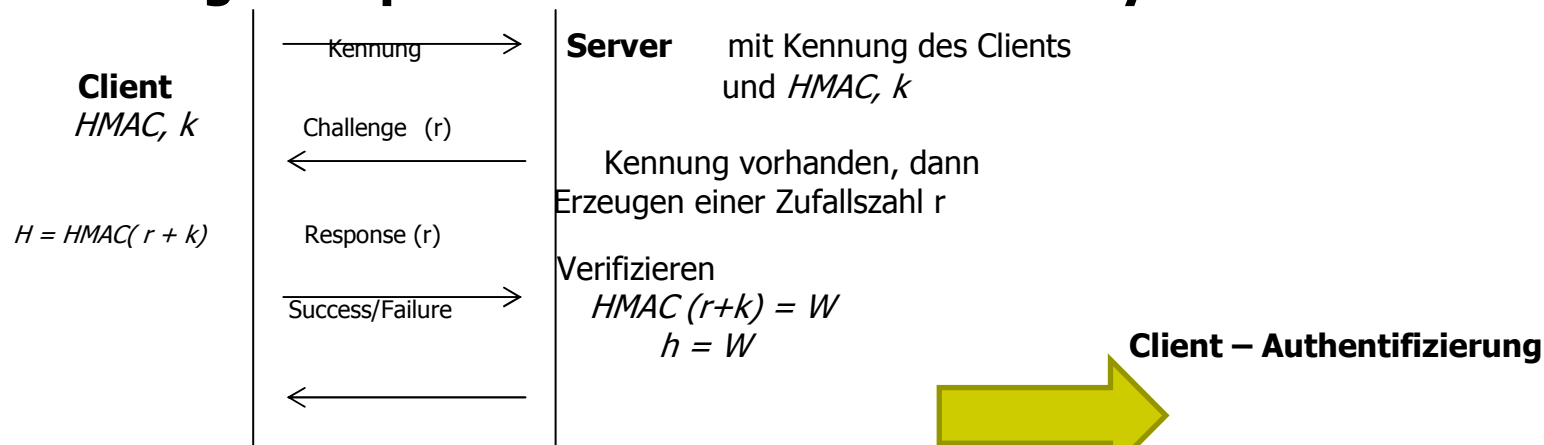 Kennung
Server mit Kennung des Clients
und HMAC, k
Client
HMAC, k
Challenge (r)
Kennung vorhanden, dann
Erzeugen einer Zufallszahl r
H = HMAC( r + k)
Response (r)
Verifizieren
HMAC (r+k) = W
Success/Failure
h = W
Client – Authentifizierung